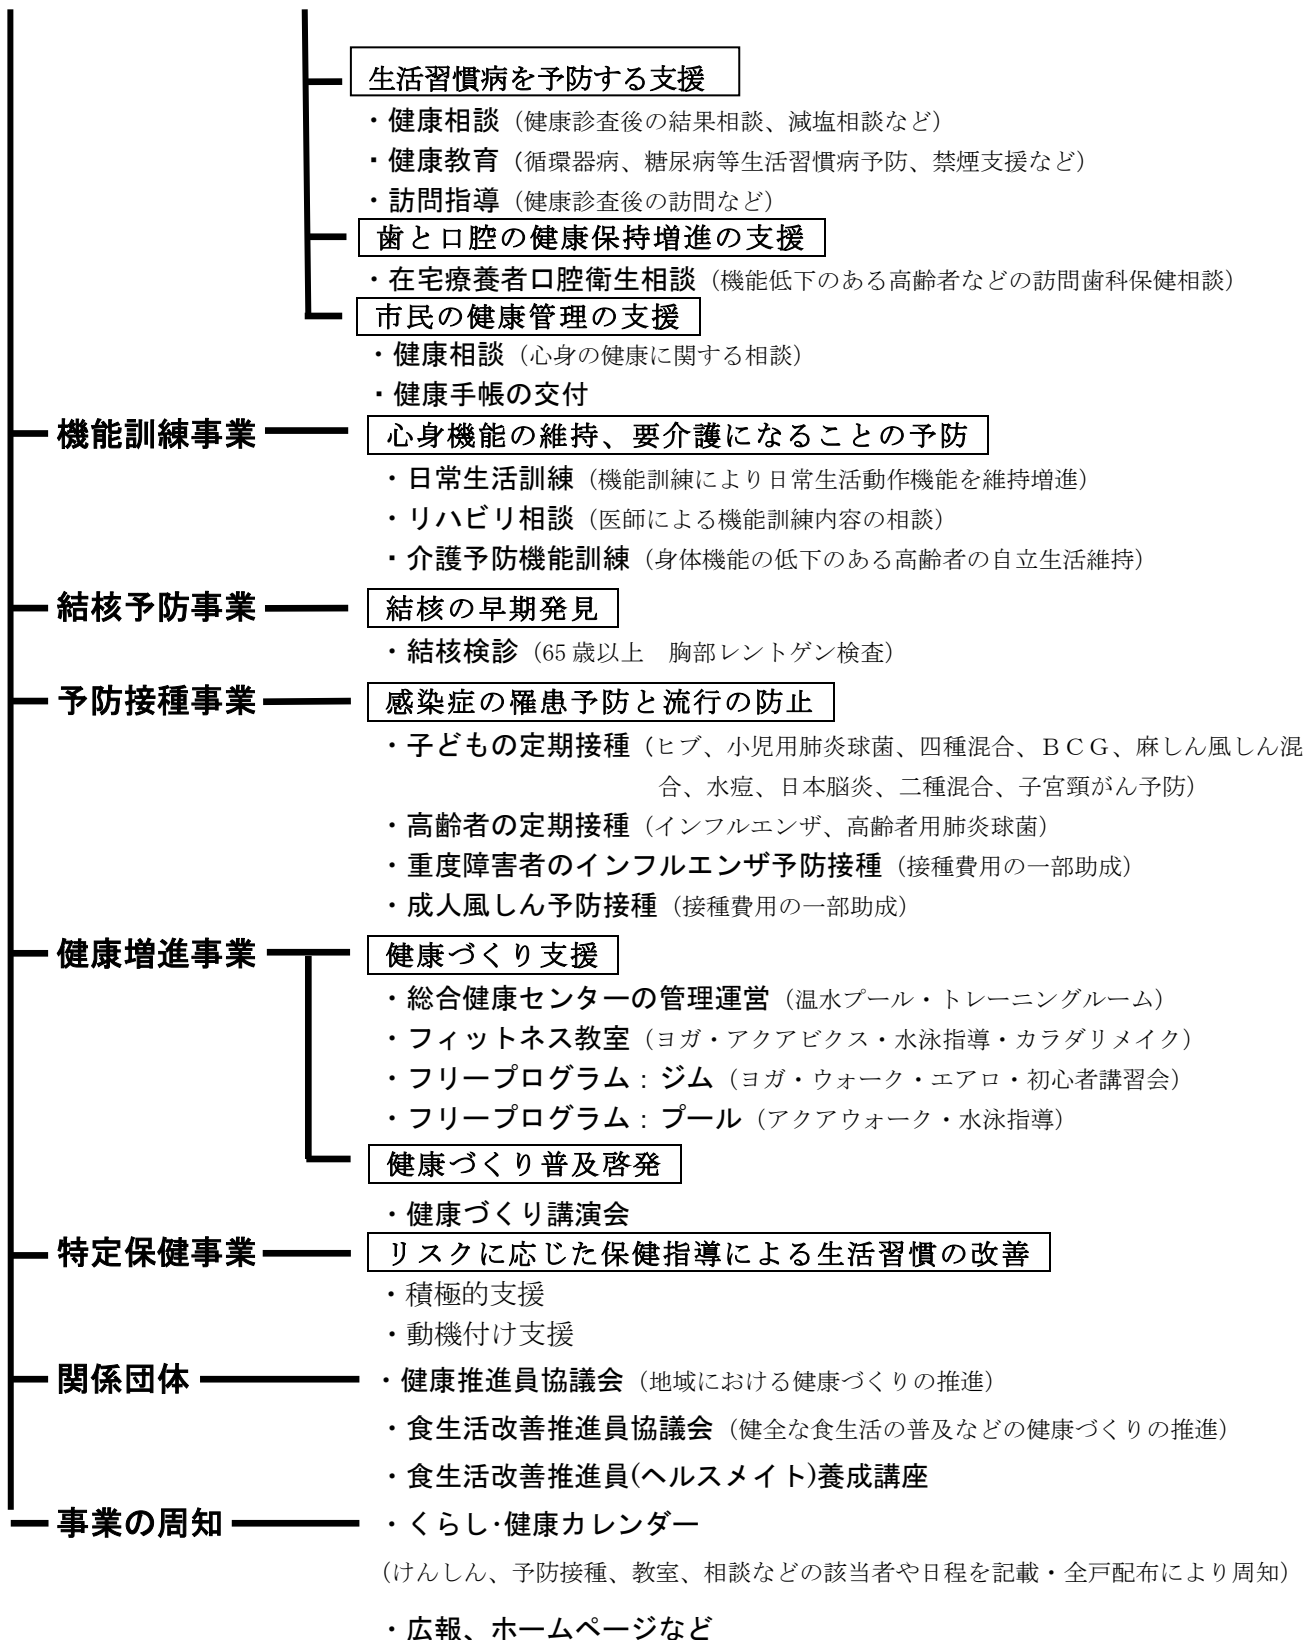 生活習慣病を予防する支援
・健康相談（健康診査後の結果相談、減塩相談など）
・健康教育（循環器病、糖尿病等生活習慣病予防、禁煙支援など）
・訪問指導（健康診査後の訪問など）
歯と口腔の健康保持増進の支援
・在宅療養者口腔衛生相談（機能低下のある高齢者などの訪問歯科保健相談）
市民の健康管理の支援
・健康相談（心身の健康に関する相談）
・健康手帳の交付
機能訓練事業 心身機能の維持、要介護になることの予防
・日常生活訓練（機能訓練により日常生活動作機能を維持増進）
・リハビリ相談（医師による機能訓練内容の相談）
・介護予防機能訓練（身体機能の低下のある高齢者の自立生活維持）
結核予防事業 結核の早期発見
・結核検診（65 歳以上　胸部レントゲン検査）
予防接種事業 感染症の罹患予防と流行の防止
・子どもの定期接種（ヒブ、小児用肺炎球菌、四種混合、ＢＣＧ、麻しん風しん混
合、水痘、日本脳炎、二種混合、子宮頸がん予防）
・高齢者の定期接種（インフルエンザ、高齢者用肺炎球菌）
・重度障害者のインフルエンザ予防接種（接種費用の一部助成）
・成人風しん予防接種（接種費用の一部助成）
健康増進事業 健康づくり支援
・総合健康センターの管理運営（温水プール・トレーニングルーム）
・フィットネス教室（ヨガ・アクアビクス・水泳指導・カラダリメイク）
・フリープログラム：ジム（ヨガ・ウォーク・エアロ・初心者講習会）
・フリープログラム：プール（アクアウォーク・水泳指導）
健康づくり普及啓発
・健康づくり講演会
特定保健事業 リスクに応じた保健指導による生活習慣の改善
・積極的支援
・動機付け支援
関係団体 ・健康推進員協議会（地域における健康づくりの推進）
・食生活改善推進員協議会（健全な食生活の普及などの健康づくりの推進）
・食生活改善推進員(ヘルスメイト)養成講座
事業の周知 ・くらし･健康カレンダー
（けんしん、予防接種、教室、相談などの該当者や日程を記載・全戸配布により周知）
・広報、ホームページなど